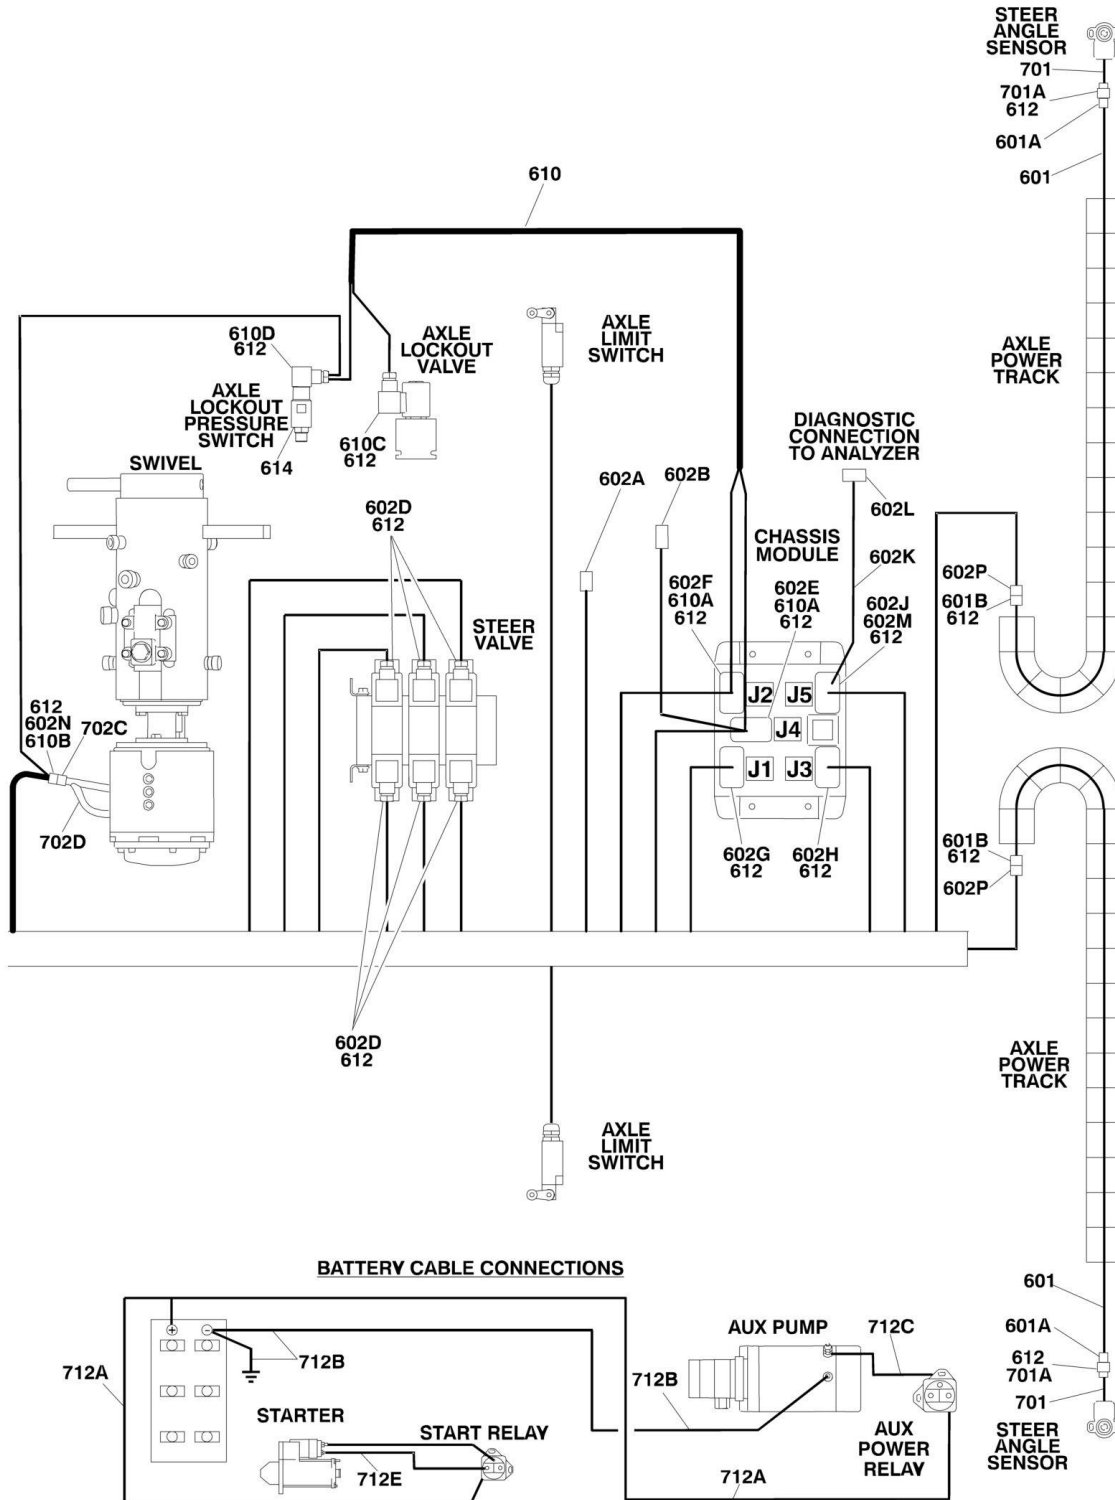 STEER
ANGLE
SENSOR
701
701A
612
601A
601
610
610D
612
AXLE
LOCKOUT
VALVE
AXLE
LIMIT
SWITCH
AXLE
POWER
TRACK
AXLE
LOCKOUT
PRESSURE
SWITCH
614
610C
612
DIAGNOSTIC
CONNECTION
TO ANALYZER
SWIVEL
602A
602B
602L
602D
612
CHASSIS
MODULE
602K
602F
610A
612
602E
610A
612
602J
602M
612
602P
601B
612
STEER
VALVE
J2
J5
J4
J1
J3
612
602N
610B
702C
702D
602G
612
602H
612
601B
612
602P
602D
612
AXLE
POWER
TRACK
AXLE
LIMIT
SWITCH
BATTERY CABLE CONNECTIONS
601
601A
612
701A
701
STEER
ANGLE
SENSOR
+
-
712A
712B
AUX PUMP
712C
712B
STARTER
START RELAY
712E
AUX
POWER
RELAY
712A